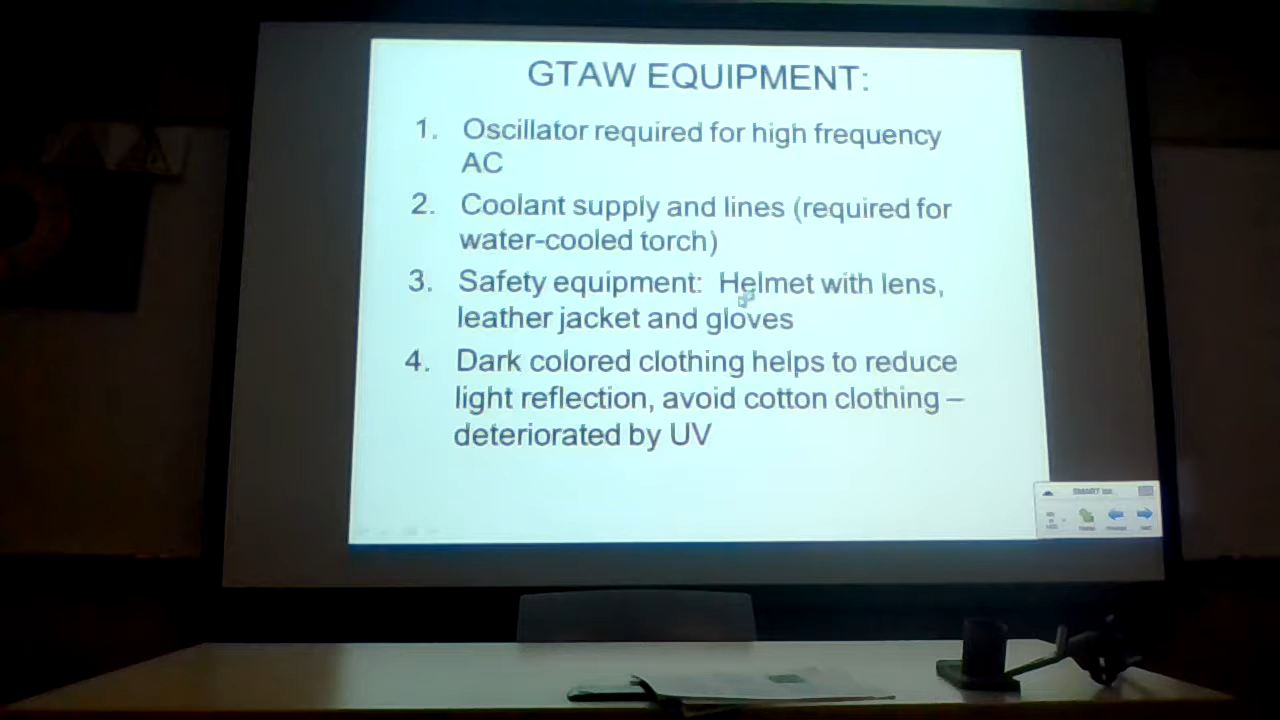 GTAW EQUIPMENT:
1. Oscillator required for high frequency
AC
2. Coolant supply and lines (required for
water-cooled torch)
3. Safety equipment: Helmet with lens,
leather jacket and gloves
4. Dark colored clothing helps to reduce
light reflection, avoid cotton clothing –
deteriorated by UV
SMART